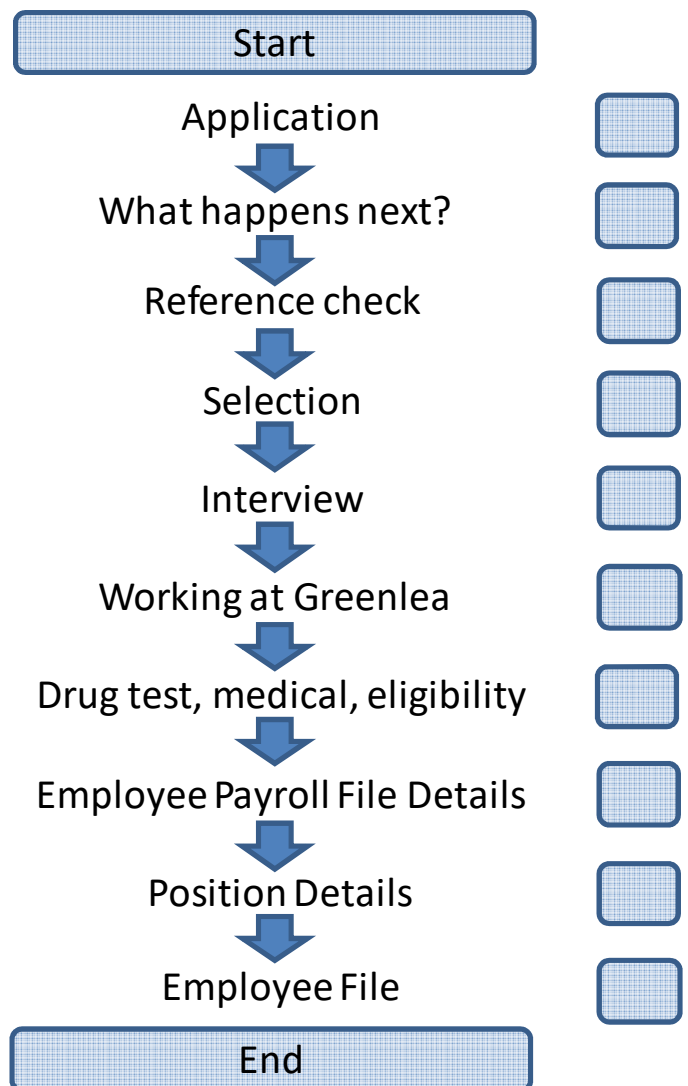 Start
Application
What happens next?
Reference check
Selection
Interview
Working at Greenlea
Drug test, medical, eligibility
Employee Payroll File Details
Position Details
Employee File
End